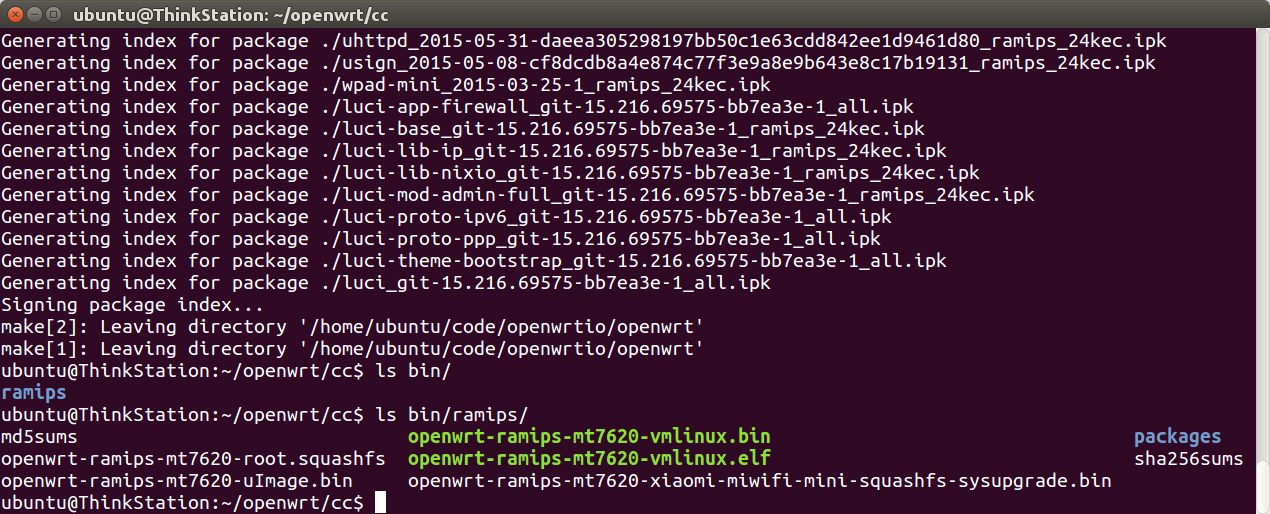 ubuntu@ThinkStation: ~/openwrt/cc
Generating index for package ./uhttpd_2015-05-31-daeea305298197bb50c1e63cdd842ee1d9461d80_ramips_24kec.ipk
Generating index for package ./usign_2015-05-08-cf8dcdb8a4e874c77f3e9a8e9b643e8c17b19131_ramips_24kec.ipk
Generating index for package ./wpad-mini_2015-03-25-1_ramips_24kec.ipk
Generating index for package ./luci-app-firewall_git-15.216.69575-bb7ea3e-1_all.ipk
Generating index for package ./luci-base_git-15.216.69575-bb7ea3e-1_ramips_24kec.ipk
Generating index for package ./luci-lib-ip_git-15.216.69575-bb7ea3e-1_ramips_24kec.ipk
Generating index for package ./luci-lib-nixio_git-15.216.69575-bb7ea3e-1_ramips_24kec.ipk
Generating index for package ./luci-mod-admin-full_git-15.216.69575-bb7ea3e-1_ramips_24kec.ipk
Generating index for package ./luci-proto-ipv6_git-15.216.69575-bb7ea3e-1_all.ipk
Generating index for package ./luci-proto-ppp_git-15.216.69575-bb7ea3e-1_all.ipk
Generating index for package ./luci-theme-bootstrap_git-15.216.69575-bb7ea3e-1_all.ipk
Generating index for package ./luci_git-15.216.69575-bb7ea3e-1_all.ipk
Signing package index...
make[2]: Leaving directory '/home/ubuntu/code/openwrtio/openwrt'
make[1]: Leaving directory '/home/ubuntu/code/openwrtio/openwrt'
ubuntu@ThinkStation:~/openwrt/cc$ ls bin/
ramips
ubuntu@ThinkStation:~/openwrt/cc$ ls bin/ramips/
md5sums openwrt-ramips-mt7620-vmlinux.bin packages
openwrt-ramips-mt7620-root.squashfs openwrt-ramips-mt7620-vmlinux.elf sha256sums
openwrt-ramips-mt7620-uImage.bin openwrt-ramips-mt7620-xiaomi-miwifi-mini-squashfs-sysupgrade.bin
ubuntu@ThinkStation:~/openwrt/cc$